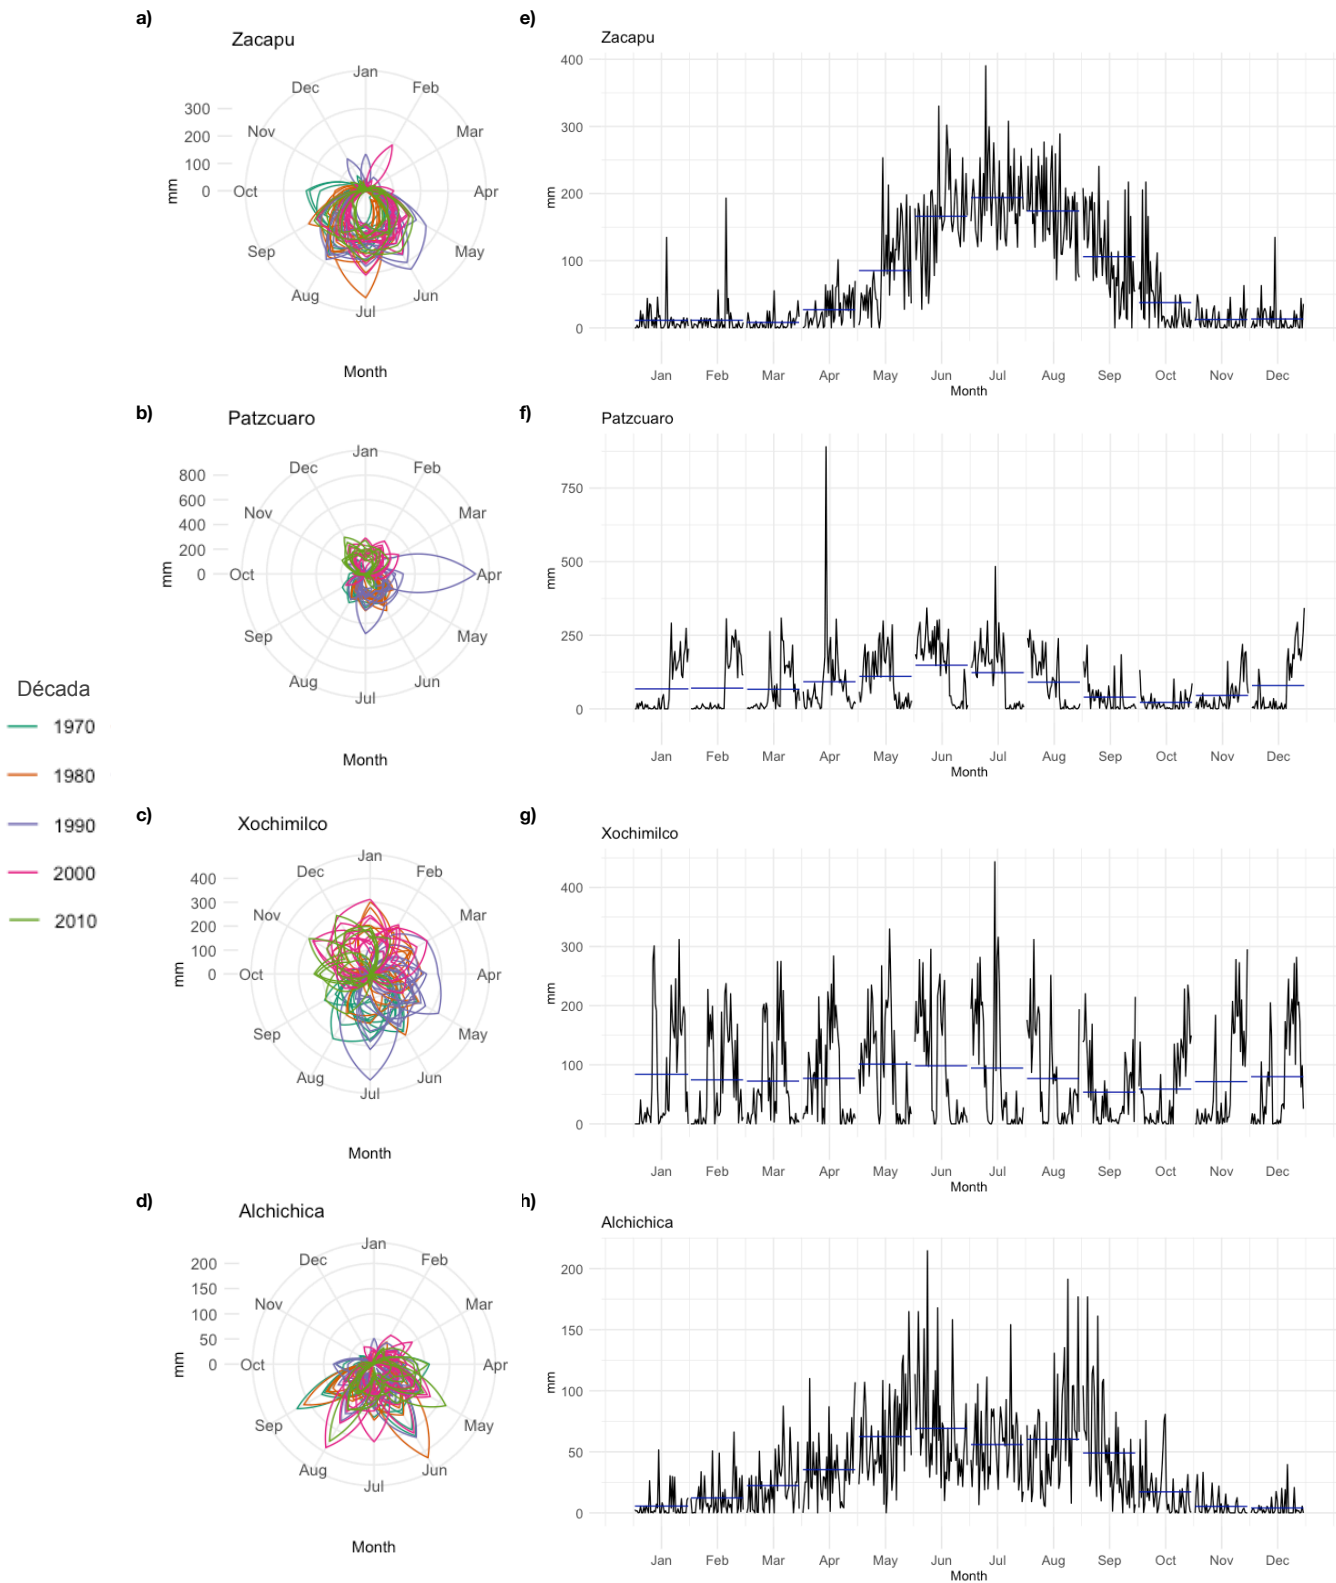 a)
Zacapu
Jan
Feb
Mar
Apr
May
Jun
Jul
Aug
Sep
Oct
Nov
Dec
300
200
100
0
mm
Month
e)
Zacapu
400
300
200
100
0
mm
Jan Feb Mar Apr May Jun Jul Aug Sep Oct Nov Dec
Month
b)
Patzcuaro
Jan
Feb
Mar
Apr
May
Jun
Jul
Aug
Sep
Oct
Nov
Dec
800
600
400
200
0
mm
Month
f)
Patzcuaro
750
500
250
0
mm
Jan Feb Mar Apr May Jun Jul Aug Sep Oct Nov Dec
Month
Década
1970
1980
1990
2000
2010
c)
Xochimilco
Jan
Feb
Mar
Apr
May
Jun
Jul
Aug
Sep
Oct
Nov
Dec
400
300
200
100
0
mm
Month
g)
Xochimilco
400
300
200
100
0
mm
Jan Feb Mar Apr May Jun Jul Aug Sep Oct Nov Dec
Month
d)
Alchichica
Jan
Feb
Mar
Apr
May
Jun
Jul
Aug
Sep
Oct
Nov
Dec
200
150
100
50
0
mm
Month
h)
Alchichica
200
150
100
50
0
mm
Jan Feb Mar Apr May Jun Jul Aug Sep Oct Nov Dec
Month